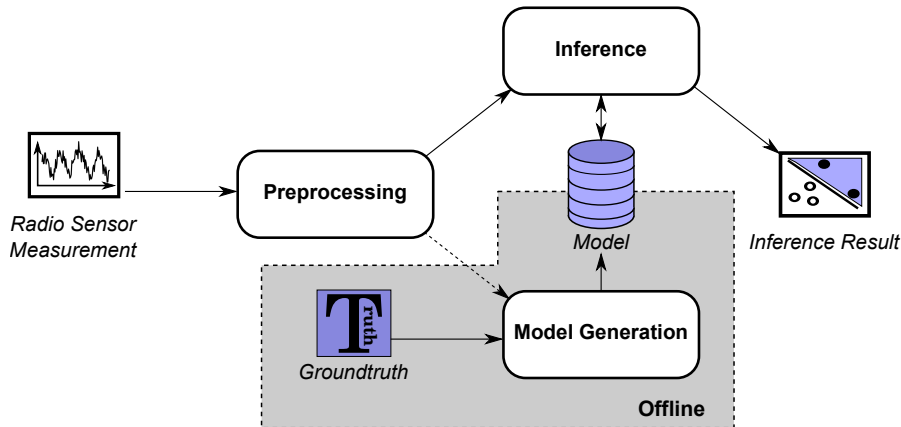 Inference
Preprocessing
Radio Sensor
Measurement
Model
Inference Result
Truth
Model Generation
Groundtruth
Offline